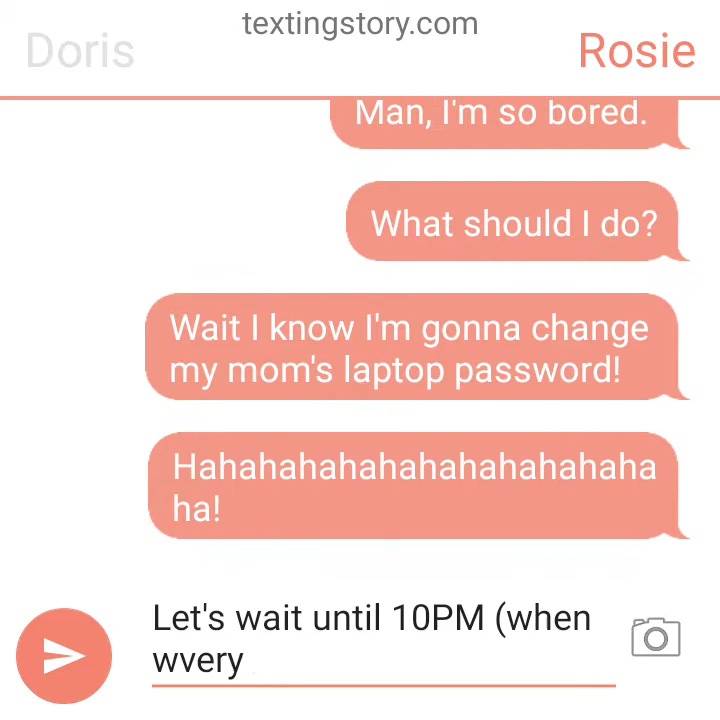 textingstory.com
Doris
Rosie
Man, I'm so bored.
What should I do?
Wait I know I'm gonna change
my mom's laptop password!
Hahahahahahahahahahahaha
ha!
Let's wait until 10PM (when
wvery